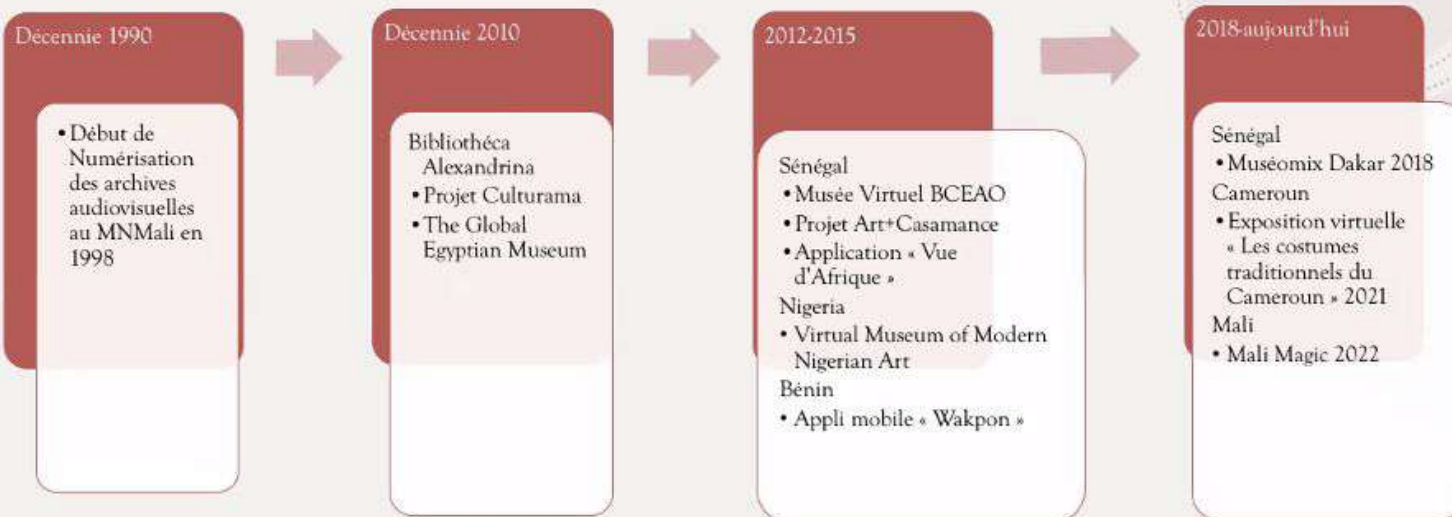 Décennie 1990
• Début de
Numérisation
des archives
audiovisuelles
au MNMali en
1998
Décennie 2010
Bibliothéca
Alexandrina
• Projet Culturama
• The Global
Egyptian Museum
2012-2015
Sénégal
• Musée Virtuel BCEAO
• Projet Art+Casamance
• Application « Vue
d'Afrique »
Nigeria
• Virtual Museum of Modern
Nigerian Art
Bénin
• Appli mobile « Wakpon »
2018-aujourd'hui
Sénégal
• Muséomix Dakar 2018
Cameroun
• Exposition virtuelle
« Les costumes
traditionnels du
Cameroun » 2021
Mali
• Mali Magic 2022